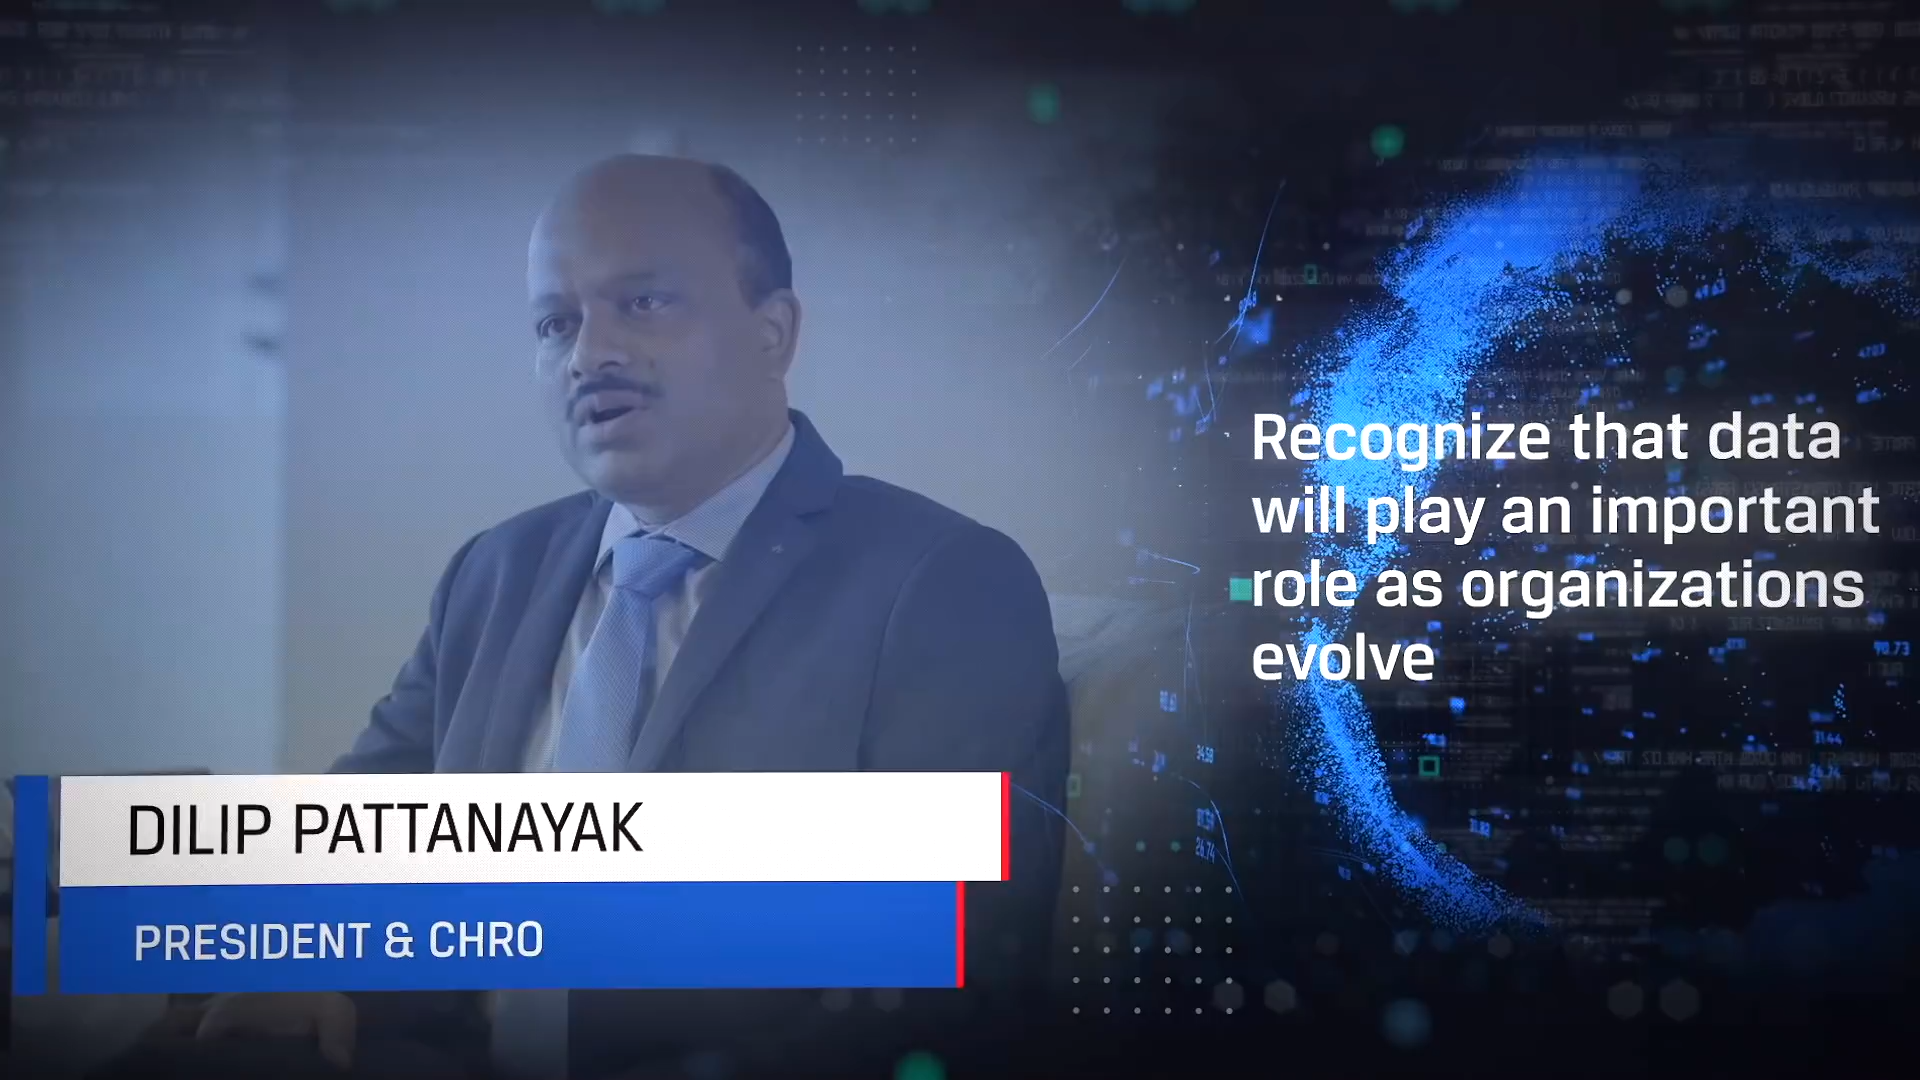 Recognize that data
will play an important
role as organizations
evolve
DILIP PATTANAYAK
PRESIDENT & CHRO